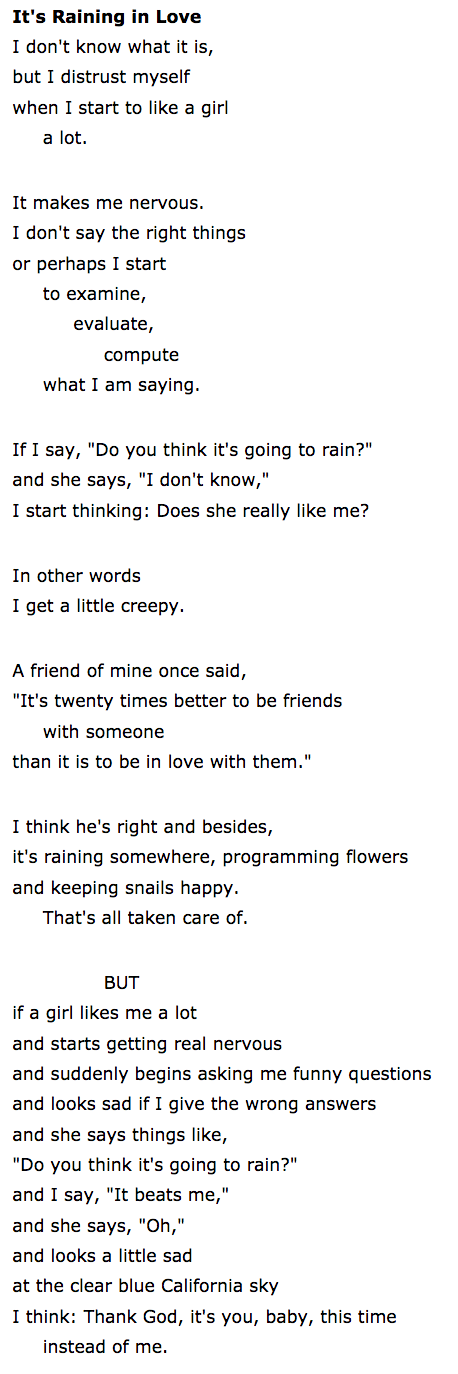 It's Raining in Love
I don't know what it is,
but I distrust myself
when I start to like a girl
a lot.

It makes me nervous.
I don't say the right things
or perhaps I start
to examine,
evaluate,
compute
what I am saying.

If I say, "Do you think it's going to rain?"
and she says, "I don't know,"
I start thinking: Does she really like me?

In other words
I get a little creepy.

A friend of mine once said,
"It's twenty times better to be friends
with someone
than it is to be in love with them."

I think he's right and besides,
it's raining somewhere, programming flowers
and keeping snails happy.
That's all taken care of.

BUT
if a girl likes me a lot
and starts getting real nervous
and suddenly begins asking me funny questions
and looks sad if I give the wrong answers
and she says things like,
"Do you think it's going to rain?"
and I say, "It beats me,"
and she says, "Oh,"
and looks a little sad
at the clear blue California sky
I think: Thank God, it's you, baby, this time
instead of me.